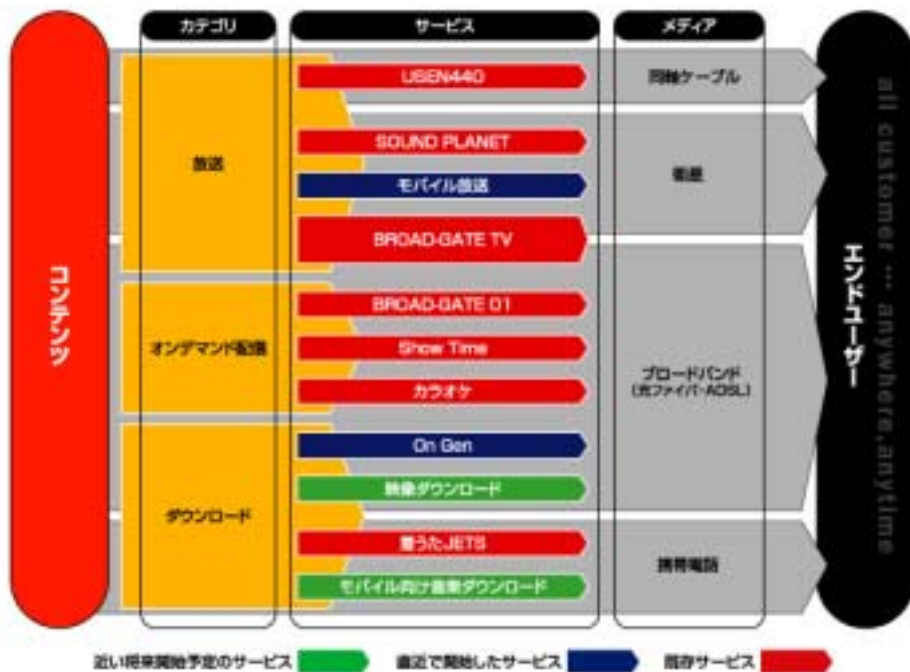 カテゴリ
サービス
メディア
コンテンツ
放送
オンデマンド配信
ダウンロード
USEN440
SOUND PLANET
モバイル放送
BROAD-GATE TV
BROAD-GATE 01
Show Time
カラオケ
On Gen
映像ダウンロード
着うたJETS
モバイル向け音楽ダウンロード
同軸ケーブル
衛星
ブロードバンド
(光ファイバ・ADSL)
携帯電話
エンドユーザー
all customer … anywhere,anytime
近い将来開始予定のサービス
直近で開始したサービス
既存サービス